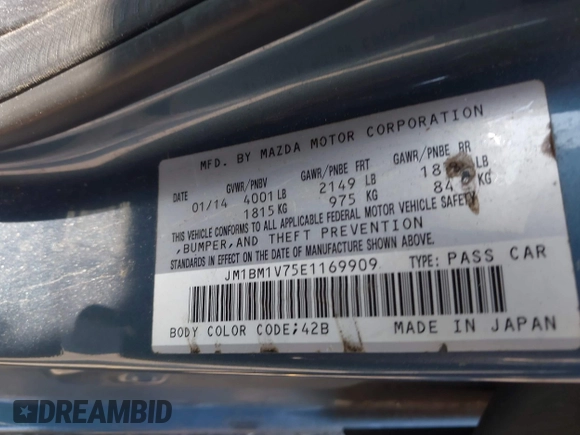 MFD. BY MAZDA MOTOR CORPORATION
DATE GVWR/PNBV GAWR/PNBE FRT GAWR/PNBE RR
01/14 4001 LB 2149 LB LB
1815 KG 975 KG KG
THIS VEHICLE CONFORMS TO ALL APPLICABLE FEDERAL MOTOR VEHICLE SAFETY
,BUMPER,AND THEFT PREVENTION
STANDARDS IN EFFECT ON THE DATE OF MANUFACTURE SHOWN ABOVE.
JM1BM1V75E1169909 TYPE: PASS CAR
BODY COLOR CODE;42B MADE IN JAPAN
DREAMBID